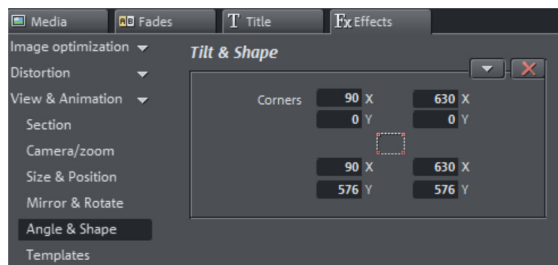 Media Fades T Title Fx Effects
Image optimization
Distortion
View & Animation
Section
Camera/zoom
Size & Position
Mirror & Rotate
Angle & Shape
Templates
Tilt & Shape
Corners 90 X 630 X
0 Y 0 Y
90 X 630 X
576 Y 576 Y